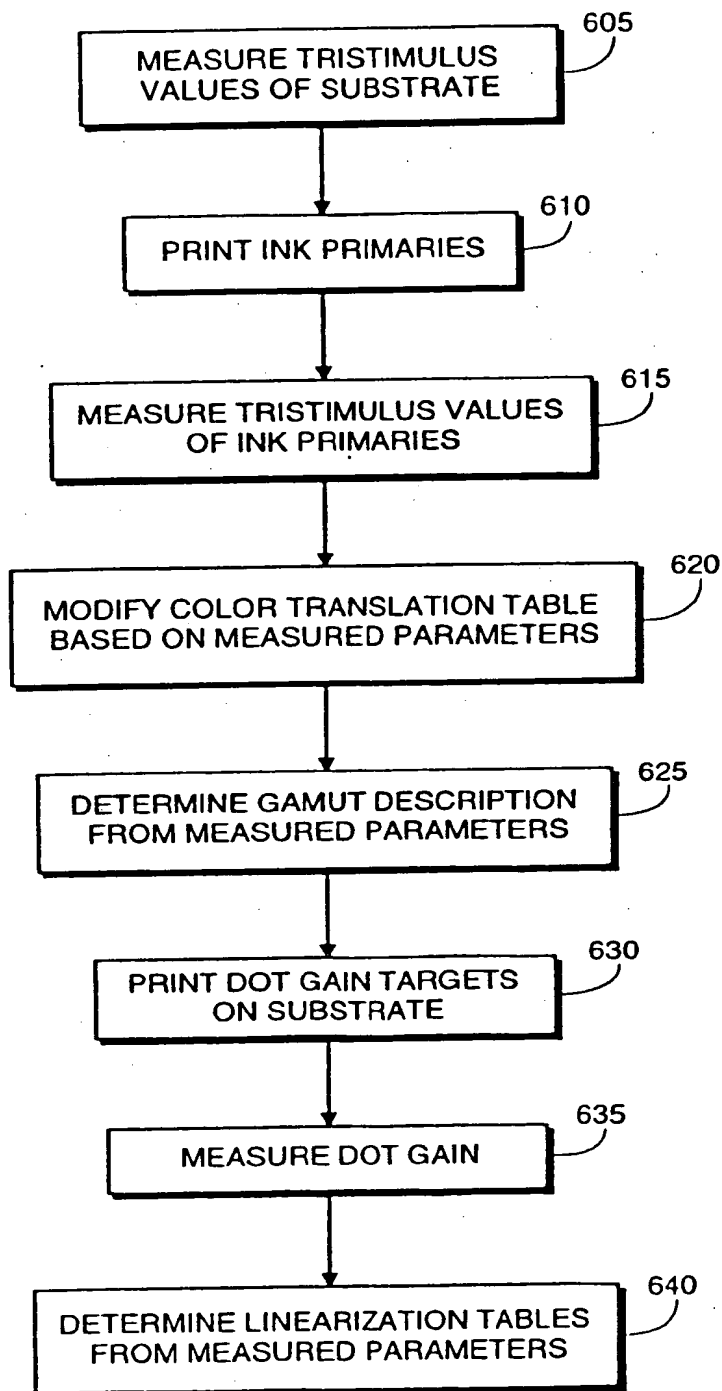 605
MEASURE TRISTIMULUS
VALUES OF SUBSTRATE
610
PRINT INK PRIMARIES
615
MEASURE TRISTIMULUS VALUES
OF INK PRIMARIES
620
MODIFY COLOR TRANSLATION TABLE
BASED ON MEASURED PARAMETERS
625
DETERMINE GAMUT DESCRIPTION
FROM MEASURED PARAMETERS
630
PRINT DOT GAIN TARGETS
ON SUBSTRATE
635
MEASURE DOT GAIN
640
DETERMINE LINEARIZATION TABLES
FROM MEASURED PARAMETERS